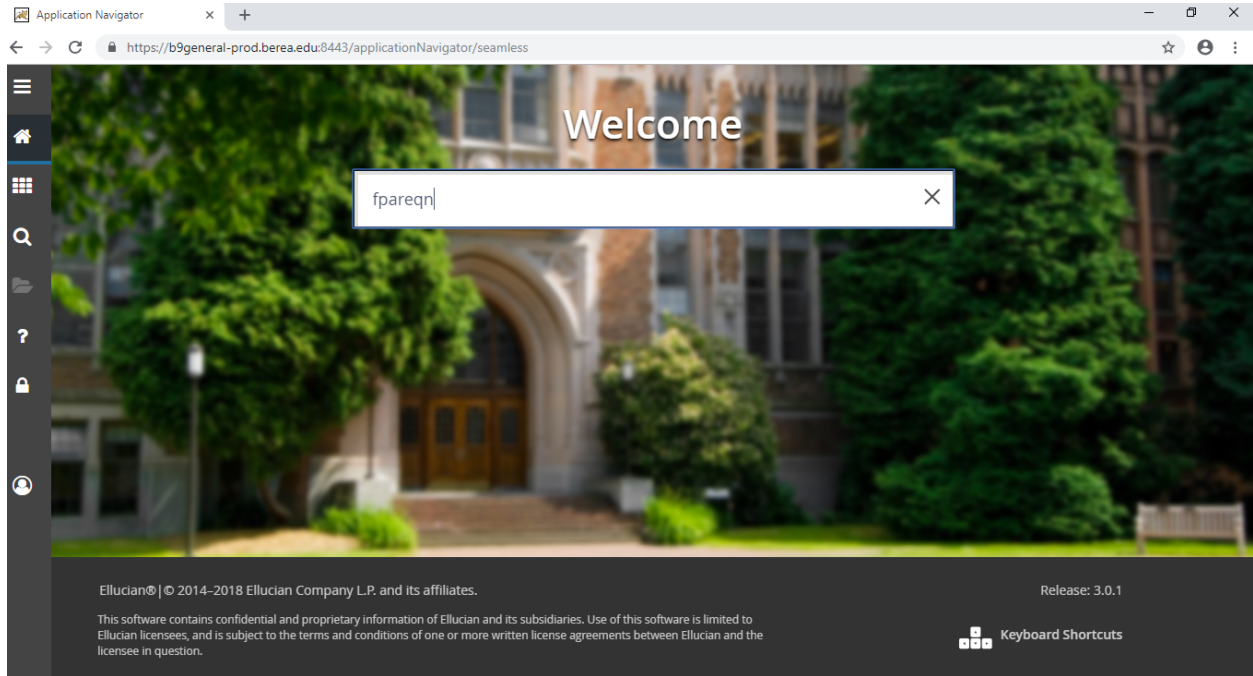 Application Navigator
https://b9general-prod.berea.edu:8443/applicationNavigator/seamless
Welcome
fpareqn
Ellucian®|© 2014–2018 Ellucian Company L.P. and its affiliates.
Release: 3.0.1
This software contains confidential and proprietary information of Ellucian and its subsidiaries. Use of this software is limited to
Ellucian licensees, and is subject to the terms and conditions of one or more written license agreements between Ellucian and the
licensee in question.
Keyboard Shortcuts